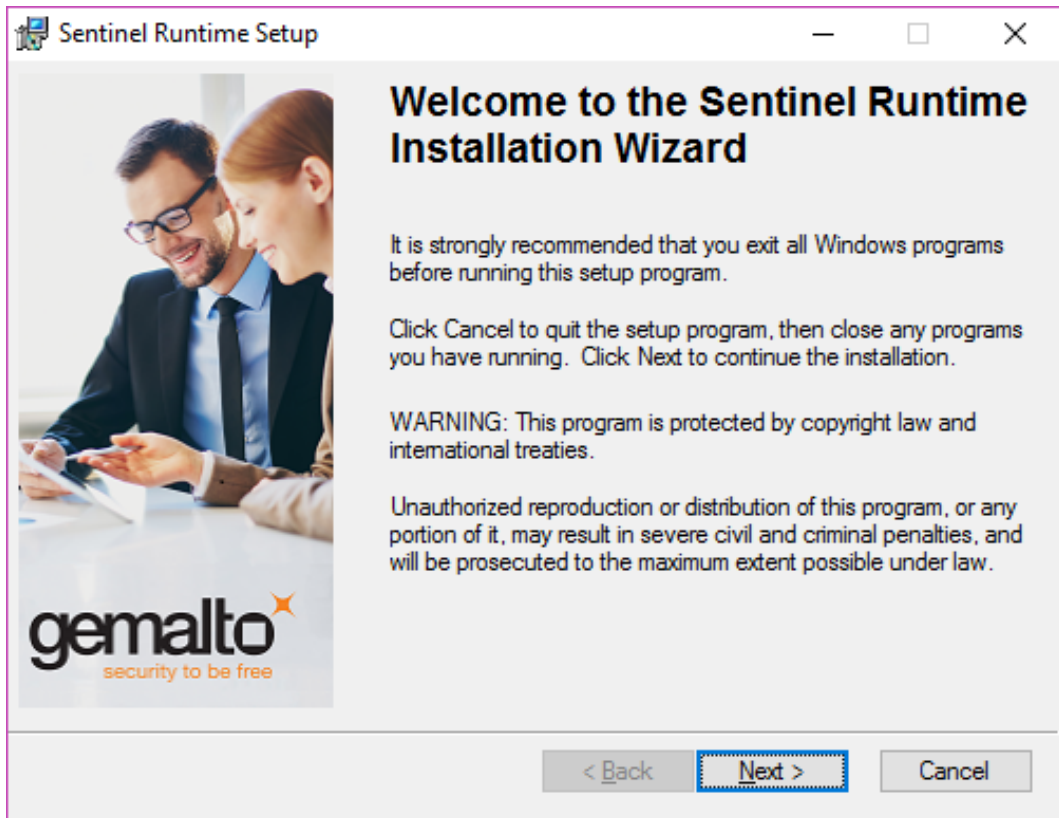 Sentinel Runtime Setup
Welcome to the Sentinel Runtime
Installation Wizard
It is strongly recommended that you exit all Windows programs
before running this setup program.
Click Cancel to quit the setup program, then close any programs
you have running.  Click Next to continue the installation.
WARNING: This program is protected by copyright law and
international treaties.
Unauthorized reproduction or distribution of this program, or any
portion of it, may result in severe civil and criminal penalties, and
will be prosecuted to the maximum extent possible under law.
gemalto
security to be free
< Back
Next >
Cancel